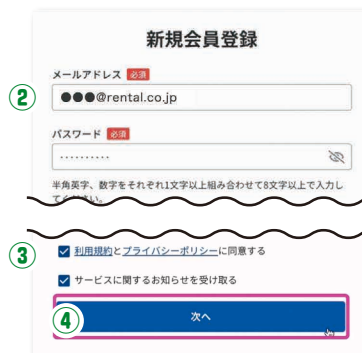 新規会員登録
メールアドレス 必須
② ●●●@rental.co.jp
パスワード 必須
··········
半角英字、数字をそれぞれ1文字以上組み合わせて8文字以上で入力し
てください。
③ 利用規約とプライバシーポリシーに同意する
サービスに関するお知らせを受け取る
④ 次へ